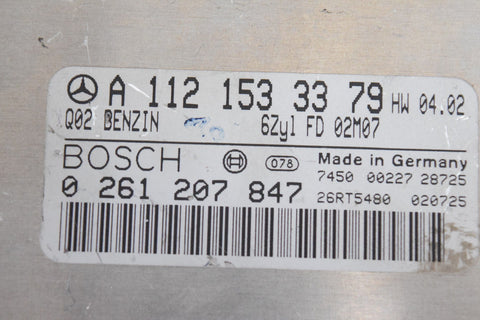 A 112 153 33 79 HW 04.02
Q02 BENZIN 6Zyl FD 02M07
BOSCH 078 Made in Germany
7450 00227 28725
0 261 207 847 26RT5480 020725